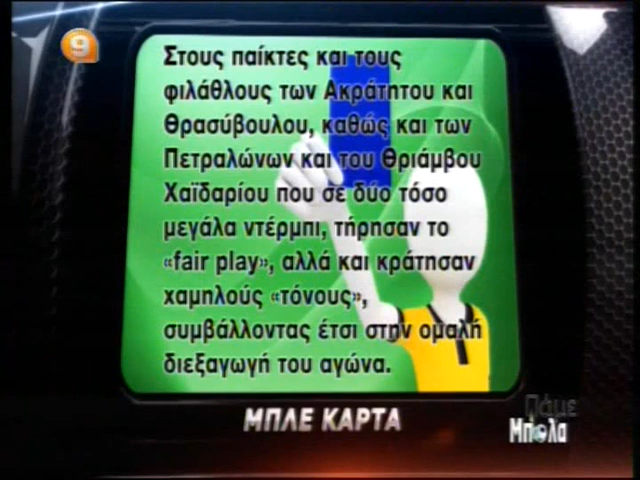 9
Στους παίκτες και τους
φιλάθλους των Ακράτητου και
Θρασύβουλου, καθώς και των
Πετραλώνων και του Θριάμβου
Χαϊδαρίου που σε δύο τόσο
μεγάλα ντέρμπι, τήρησαν το
«fair play», αλλά και κράτησαν
χαμηλούς «τόνους»,
συμβάλλοντας έτσι στην ομαλή
διεξαγωγή του αγώνα.
ΜΠΛΕ ΚΑΡΤΑ
Πάμε
Μπάλα